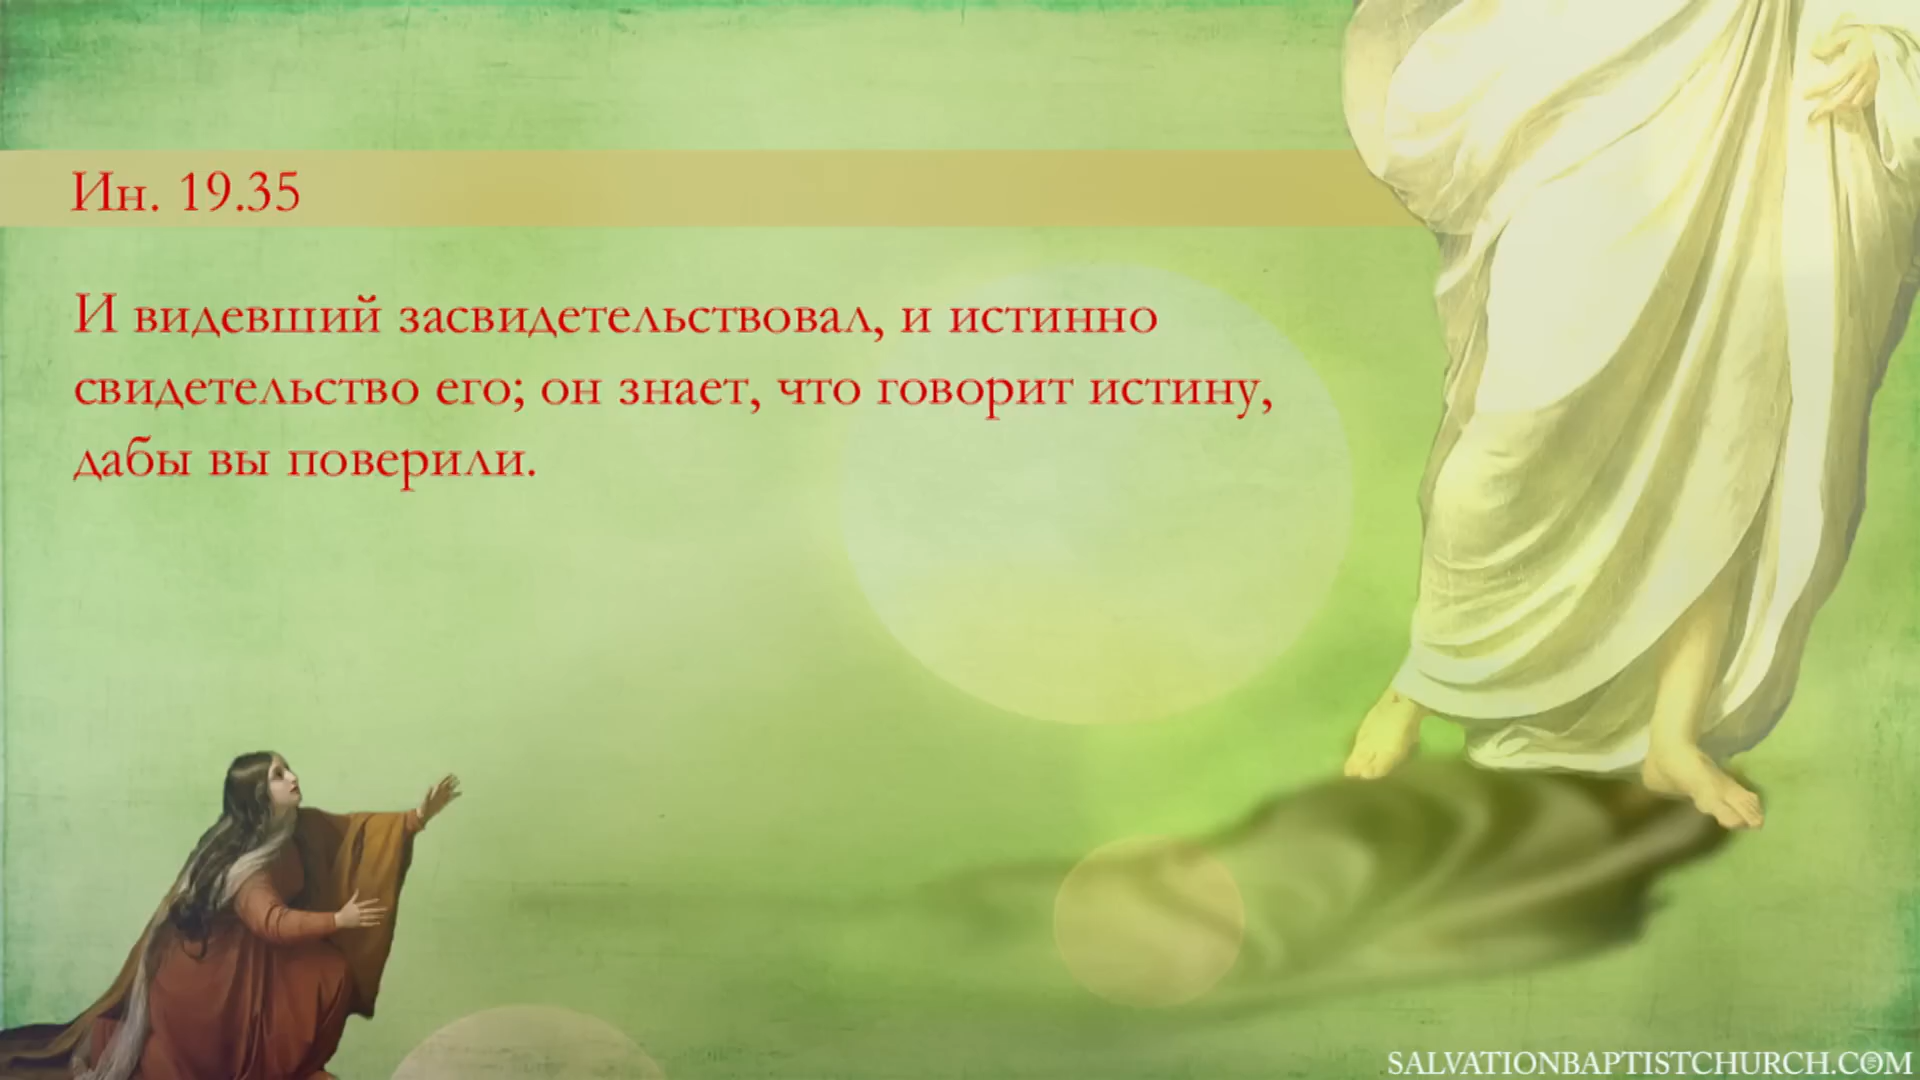 Ин. 19.35
И видевший засвидетельствовал, и истинно
свидетельство его; он знает, что говорит истину,
дабы вы поверили.
SALVATIONBAPTISTCHURCH.COM